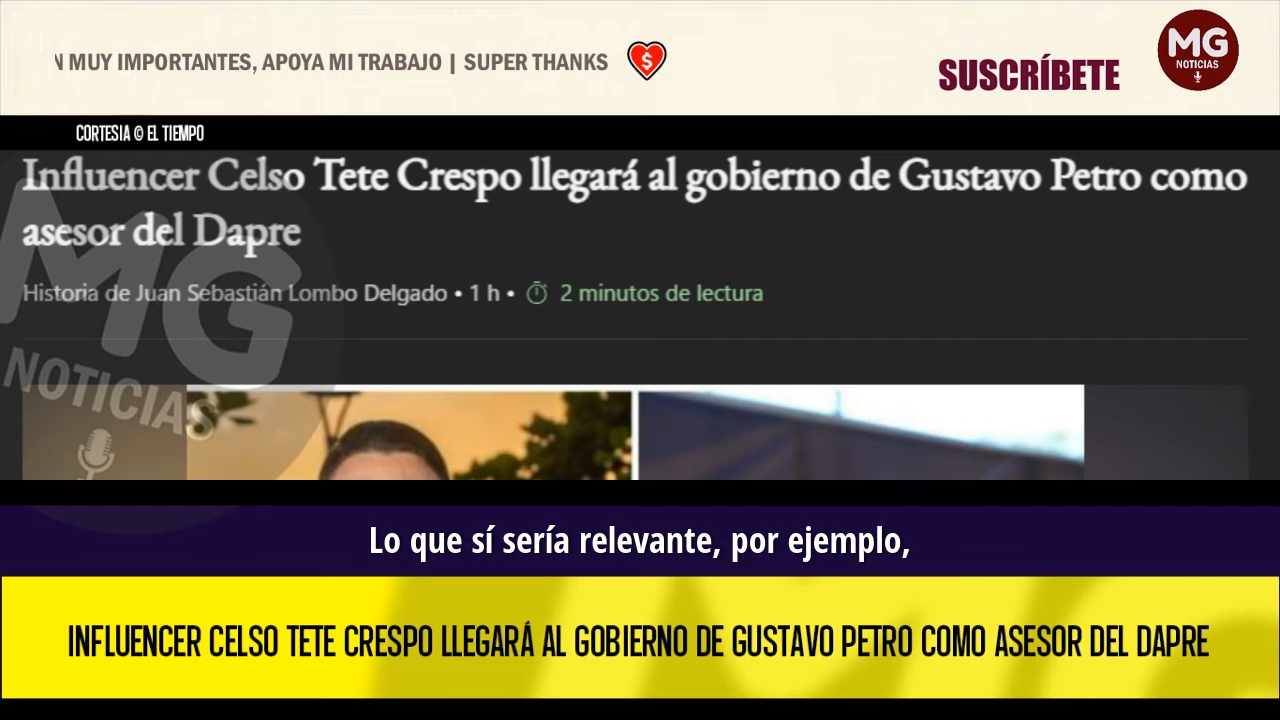 N MUY IMPORTANTES, APOYA MI TRABAJO | SUPER THANKS
$
SUSCRÍBETE
MG
NOTICIAS
CORTESIA © EL TIEMPO
Influencer Celso Tete Crespo llegará al gobierno de Gustavo Petro como
asesor del Dapre
Historia de Juan Sebastián Lombo Delgado • 1 h • 2 minutos de lectura
MG
NOTICIAS
Lo que sí sería relevante, por ejemplo,
INFLUENCER CELSO TETE CRESPO LLEGARÁ AL GOBIERNO DE GUSTAVO PETRO COMO ASESOR DEL DAPRE